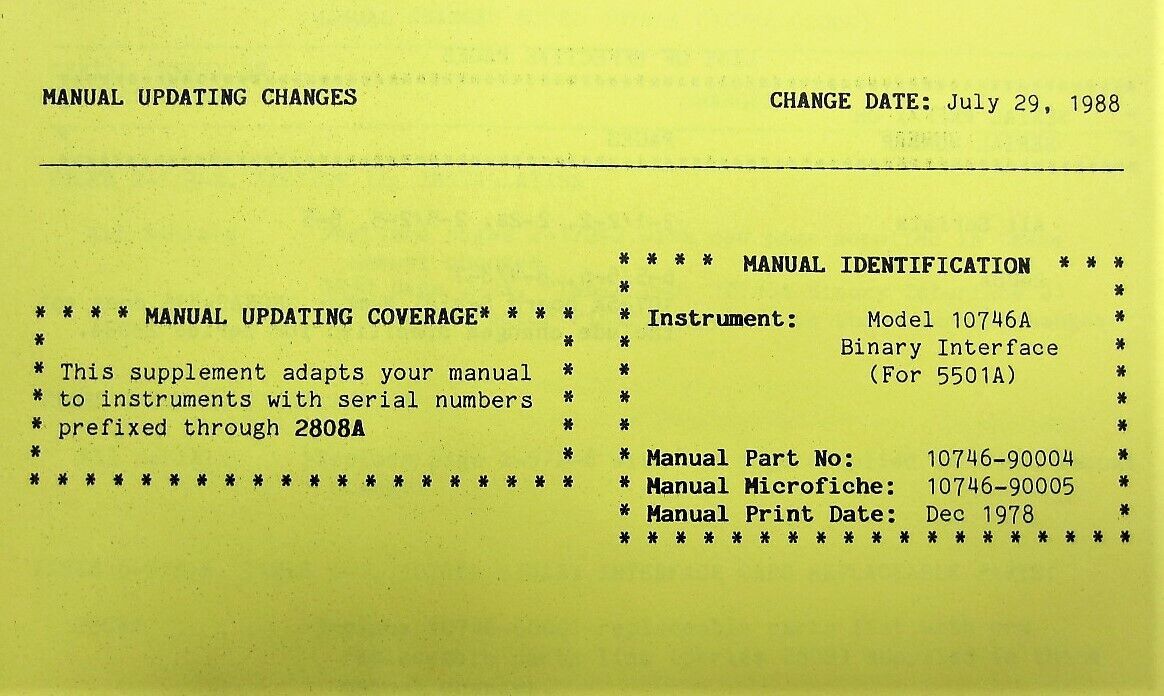 MANUAL UPDATING CHANGES
CHANGE DATE: July 29, 1988
* * * * MANUAL UPDATING COVERAGE* * * *
* *
* This supplement adapts your manual *
* to instruments with serial numbers *
* prefixed through 2808A *
* *
* * * * * * * * * * * * * * * * * * * *
* * * * MANUAL IDENTIFICATION * * *
* *
* Instrument: Model 10746A *
* Binary Interface *
* (For 5501A) *
* *
* *
* Manual Part No: 10746-90004 *
* Manual Microfiche: 10746-90005 *
* Manual Print Date: Dec 1978 *
* * * * * * * * * * * * * * * * * * *